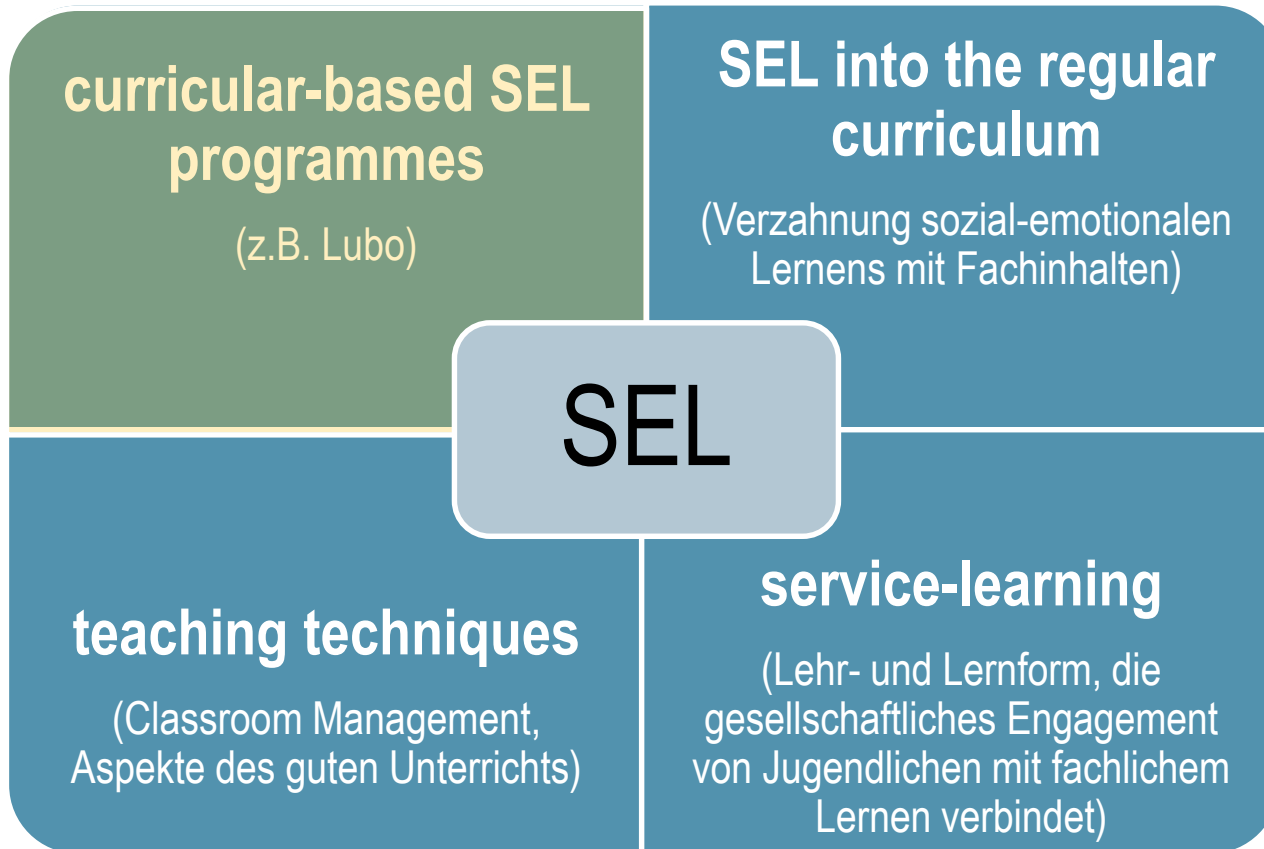 curricular-based SEL
programmes
(z.B. Lubo)
SEL into the regular
curriculum
(Verzahnung sozial-emotionalen
Lernens mit Fachinhalten)
SEL
teaching techniques
(Classroom Management,
Aspekte des guten Unterrichts)
service-learning
(Lehr- und Lernform, die
gesellschaftliches Engagement
von Jugendlichen mit fachlichem
Lernen verbindet)